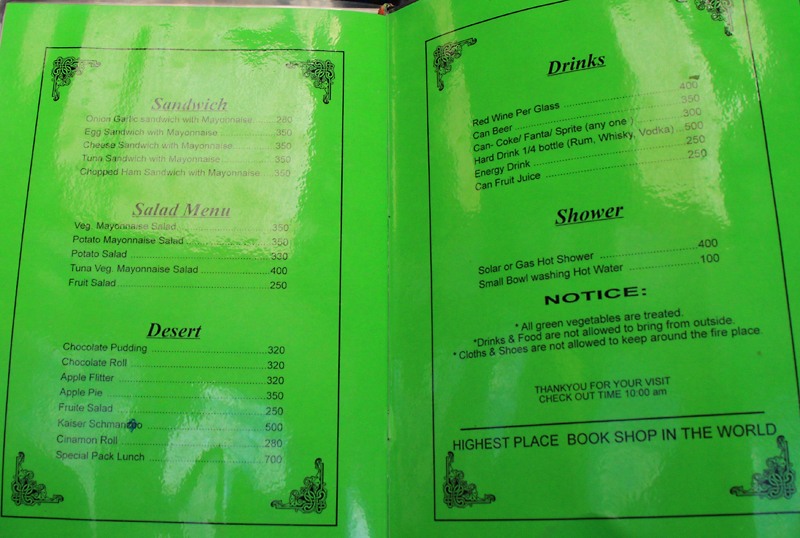 Sandwich
Onion Garlic sandwich with Mayonnaise 280
Egg Sandwich with Mayonnaise 350
Cheese Sandwich with Mayonnaise 350
Tuna Sandwich with Mayonnaise 350
Chopped Ham Sandwich with Mayonnaise 350
Salad Menu
Veg. Mayonnaise Salad 350
Potato Mayonnaise Salad 350
Potato Salad 330
Tuna Veg. Mayonnaise Salad 400
Fruit Salad 250
Desert
Chocolate Pudding 320
Chocolate Roll 320
Apple Flitter 320
Apple Pie 350
Fruite Salad 250
Kaiser 500
Cinamon Roll 280
Special Pack Lunch 700
Drinks
Red Wine Per Glass 400
Can Beer 350
Can- Coke/ Fanta/ Sprite (any one ) 300
Hard Drink 1/4 bottle (Rum, Whisky, Vodka) 500
Energy Drink 250
Can Fruit Juice 250
Shower
Solar or Gas Hot Shower 400
Small Bowl washing Hot Water 100
NOTICE:
* All green vegetables are treated.
*Drinks & Food are not allowed to bring from outside.
* Cloths & Shoes are not allowed to keep around the fire place.
THANKYOU FOR YOUR VISIT
CHECK OUT TIME 10:00 am
HIGHEST PLACE BOOK SHOP IN THE WORLD